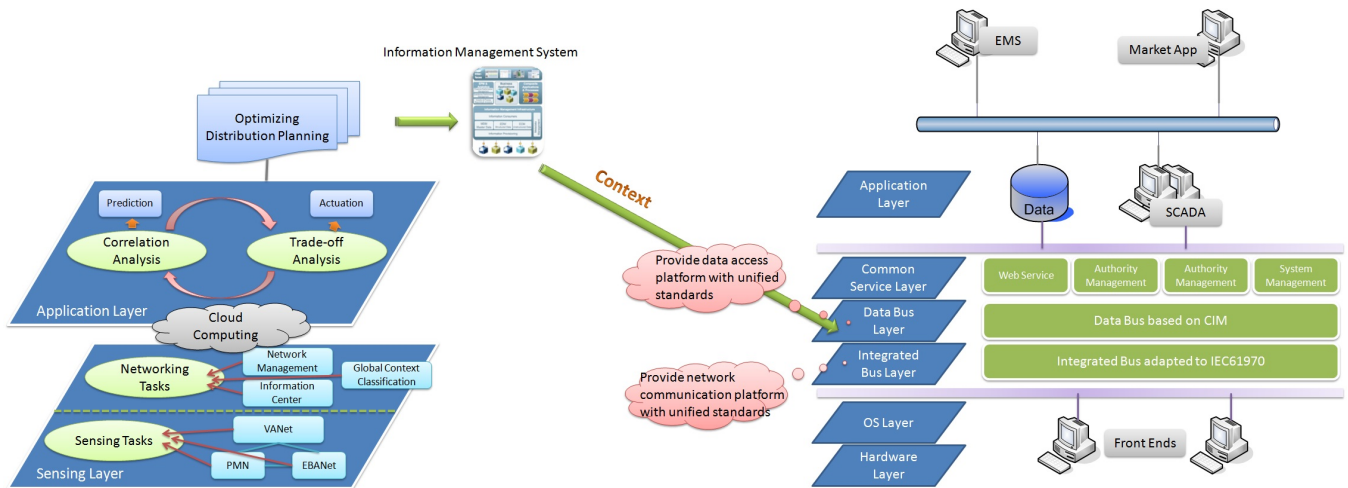 Information Management System
Optimizing
Distribution Planning
Prediction
Actuation
Correlation
Analysis
Trade-off
Analysis
Application Layer
Cloud
Computing
Networking
Tasks
Network
Management
Global Context
Classification
Information
Center
Sensing Tasks
VANet
PMN
EBANet
Sensing Layer
Context
Provide data access
platform with unified
standards
Provide network
communication platform
with unified standards
EMS
Market App
Application
Layer
Data
SCADA
Common
Service Layer
Web Service
Authority
Management
Authority
Management
System
Management
Data Bus
Layer
Data Bus based on CIM
Integrated
Bus Layer
Integrated Bus adapted to IEC61970
OS Layer
Front Ends
Hardware
Layer